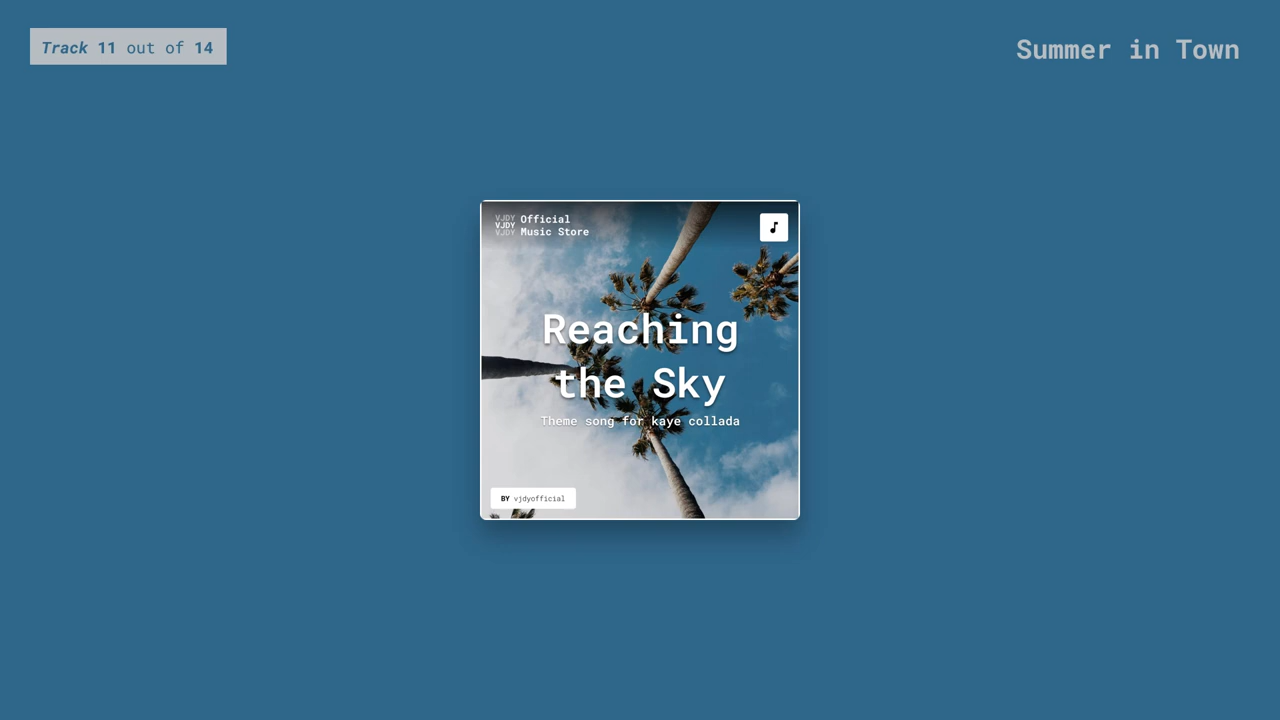 Track 11 out of 14
Summer in Town
VJDY
VJDY
VJDY
Official
Music Store
Reaching
the Sky
Theme song for kaye collada
BY vjdyofficial